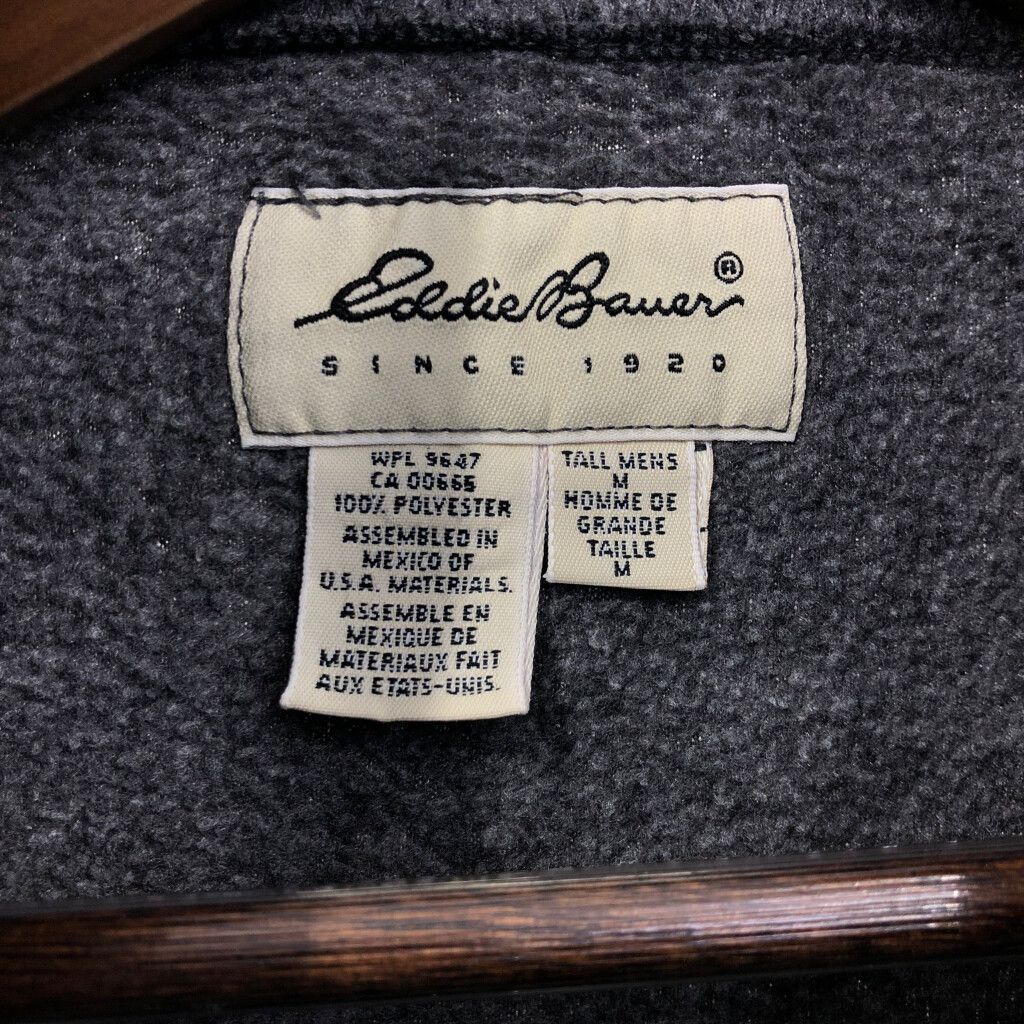 Eddie Bauer®
SINCE 1920
WPL 9647
CA 00666
100% POLYESTER
ASSEMBLED IN
MEXICO OF
U.S.A. MATERIALS.
ASSEMBLE EN
MEXIQUE DE
MATERIAUX FAIT
AUX ETATS-UNIS.
TALL MENS
M
HOMME DE
GRANDE
TAILLE
M